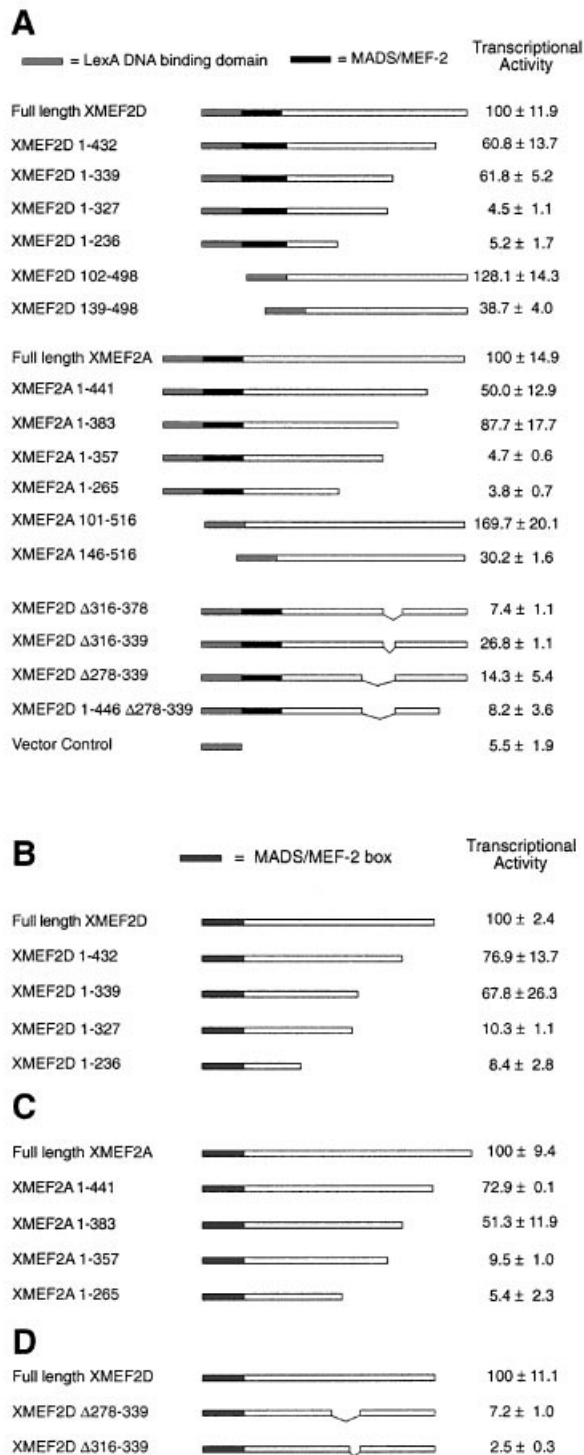 A
= LexA DNA binding domain = MADS/MEF-2 Transcriptional Activity
Full length XMEF2D 100 ± 11.9
XMEF2D 1-432 60.8 ± 13.7
XMEF2D 1-339 61.8 ± 5.2
XMEF2D 1-327 4.5 ± 1.1
XMEF2D 1-236 5.2 ± 1.7
XMEF2D 102-498 128.1 ± 14.3
XMEF2D 139-498 38.7 ± 4.0
Full length XMEF2A 100 ± 14.9
XMEF2A 1-441 50.0 ± 12.9
XMEF2A 1-383 87.7 ± 17.7
XMEF2A 1-357 4.7 ± 0.6
XMEF2A 1-265 3.8 ± 0.7
XMEF2A 101-516 169.7 ± 20.1
XMEF2A 146-516 30.2 ± 1.6
XMEF2D Δ316-378 7.4 ± 1.1
XMEF2D Δ316-339 26.8 ± 1.1
XMEF2D Δ278-339 14.3 ± 5.4
XMEF2D 1-446 Δ278-339 8.2 ± 3.6
Vector Control 5.5 ± 1.9
B
= MADS/MEF-2 box Transcriptional Activity
Full length XMEF2D 100 ± 2.4
XMEF2D 1-432 76.9 ± 13.7
XMEF2D 1-339 67.8 ± 26.3
XMEF2D 1-327 10.3 ± 1.1
XMEF2D 1-236 8.4 ± 2.8
C
Full length XMEF2A 100 ± 9.4
XMEF2A 1-441 72.9 ± 0.1
XMEF2A 1-383 51.3 ± 11.9
XMEF2A 1-357 9.5 ± 1.0
XMEF2A 1-265 5.4 ± 2.3
D
Full length XMEF2D 100 ± 11.1
XMEF2D Δ278-339 7.2 ± 1.0
XMEF2D Δ316-339 2.5 ± 0.3